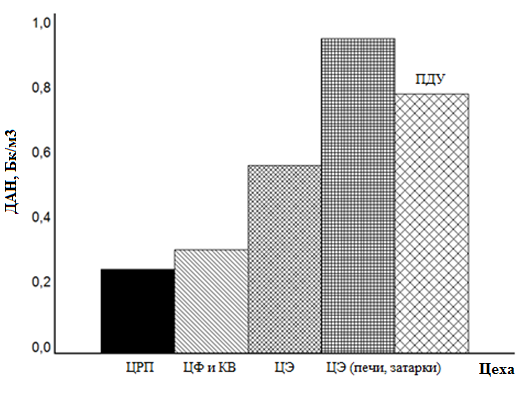 1,0
0,8
0,6
0,4
0,2
0,0
ДАН, Бк/м3
ПДУ
ЦРП
ЦФ и КВ
ЦЭ
ЦЭ (печи, затарки)
Цеха